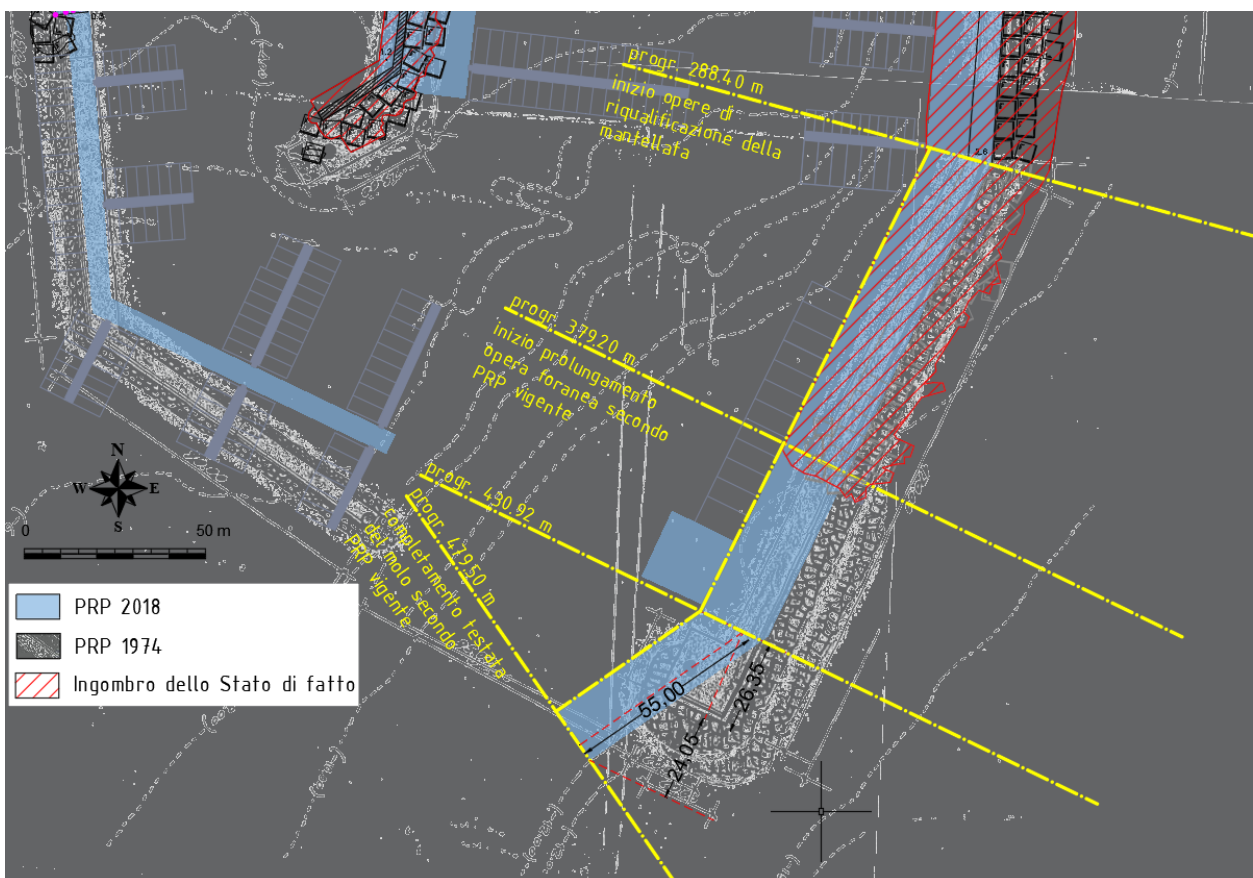 progr. 288.40 m
inizio opere di
riqualificazione della
mantellata
progr. 379.20 m
inizio prolungamento
opera foranea secondo
PRP vigente
progr. 430.92 m
progr. 479.50 m
completamento testata
del molo secondo
PRP vigente
N
W
E
S
0
50 m
PRP 2018
PRP 1974
Ingombro dello Stato di fatto
55,00
26,35
24,05